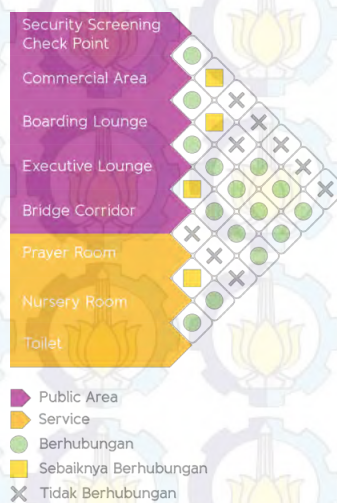 Security Screening
Check Point
Commercial Area
Boarding Lounge
Executive Lounge
Bridge Corridor
Prayer Room
Nursery Room
Toilet
Public Area
Service
Berhubungan
Sebaiknya Berhubungan
Tidak Berhubungan